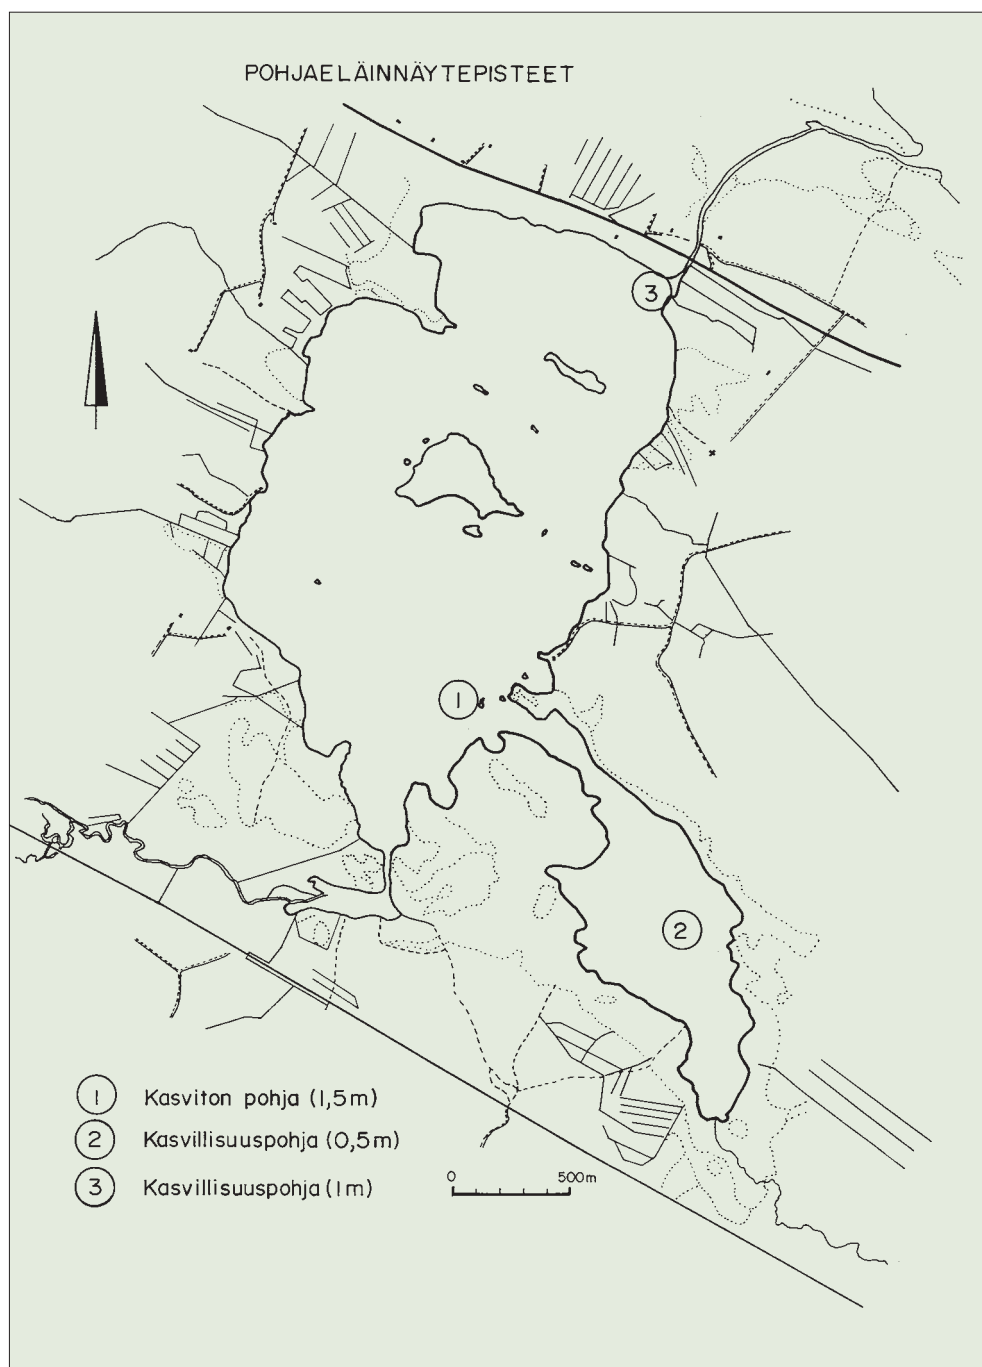 POHJAELÄINNÄYTEPISTEET
3
1
2
1 Kasviton pohja (1,5m)
2 Kasvillisuuspohja (0,5m)
3 Kasvillisuuspohja (1m)
0 500m